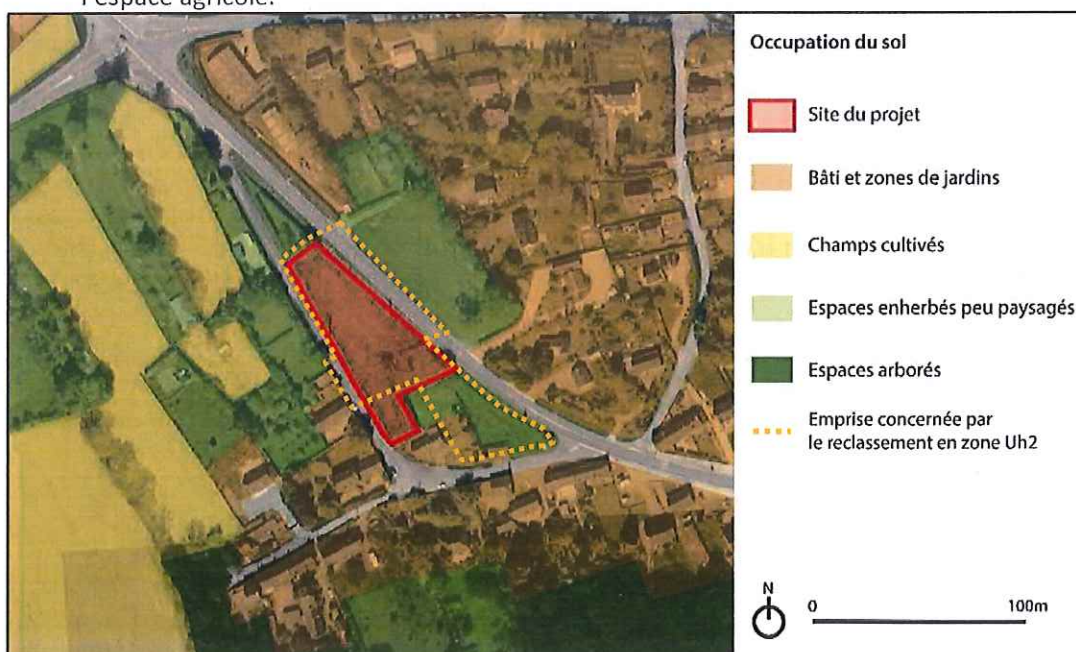 l'espace agricole.
Occupation du sol
Site du projet
Bâti et zones de jardins
Champs cultivés
Espaces enherbés peu paysagés
Espaces arborés
Emprise concernée par
le reclassement en zone Uh2
N
0 100m